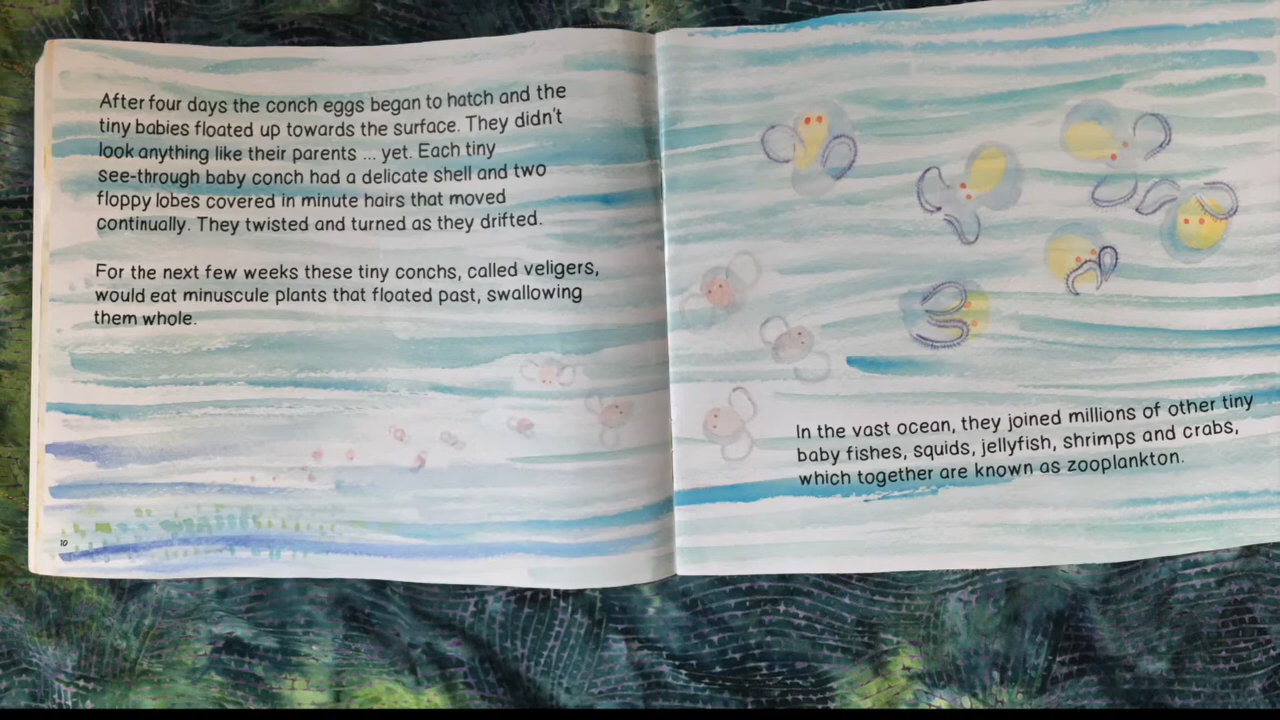 After four days the conch eggs began to hatch and the
tiny babies floated up towards the surface. They didn't
look anything like their parents ... yet. Each tiny
see-through baby conch had a delicate shell and two
floppy lobes covered in minute hairs that moved
continually. They twisted and turned as they drifted.
For the next few weeks these tiny conchs, called veligers,
would eat minuscule plants that floated past, swallowing
them whole.
10
In the vast ocean, they joined millions of other tiny
baby fishes, squids, jellyfish, shrimps and crabs,
which together are known as zooplankton.